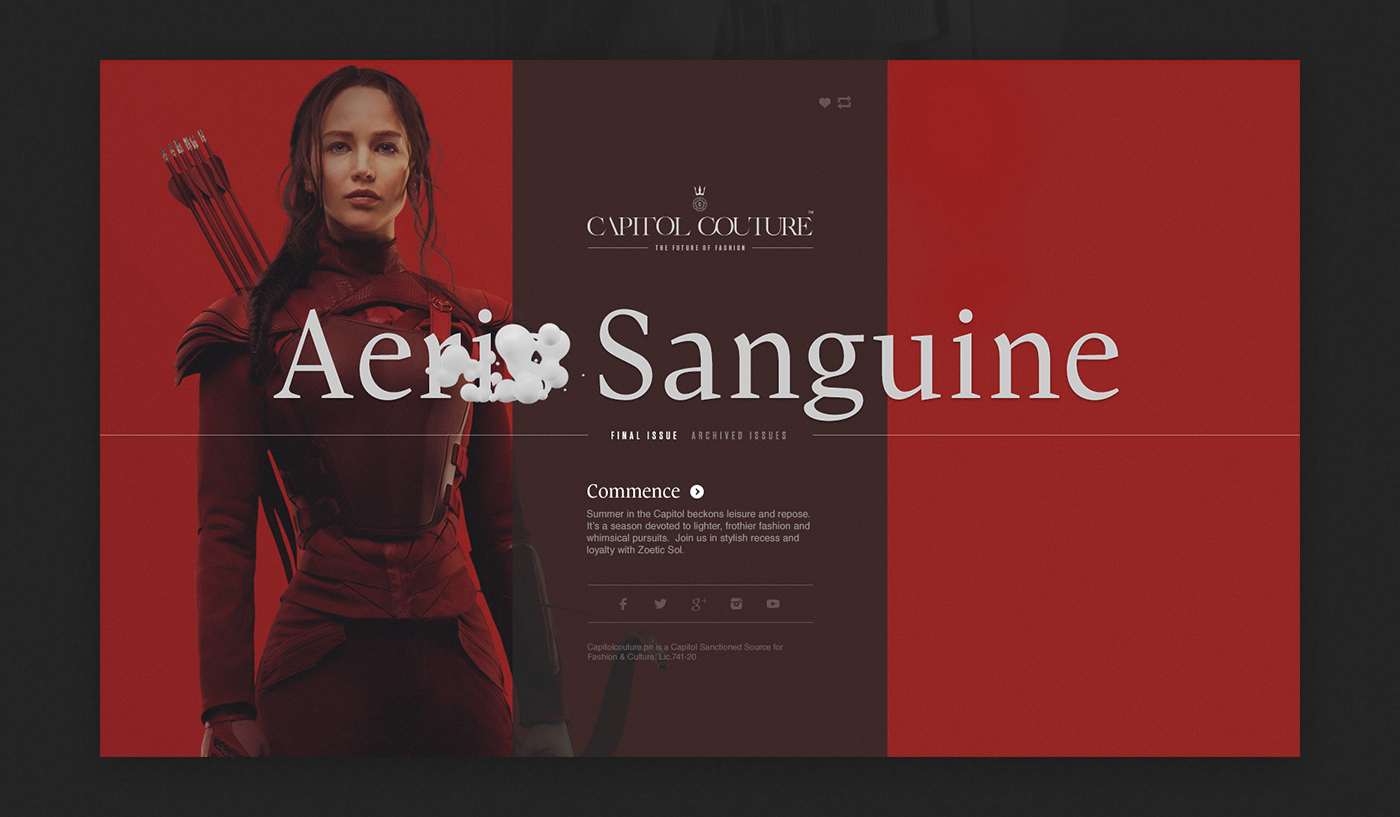 CAPITOL COUTURE™
THE FUTURE OF FASHION
Aeris Sanguine
FINAL ISSUE ARCHIVED ISSUES
Commence
Summer in the Capitol beckons leisure and repose.
It's a season devoted to lighter, frothier fashion and
whimsical pursuits. Join us in stylish recess and
loyalty with Zoetic Sol.
Capitolcouture.pn is a Capitol Sanctioned Source for
Fashion & Culture, Lic.741-20